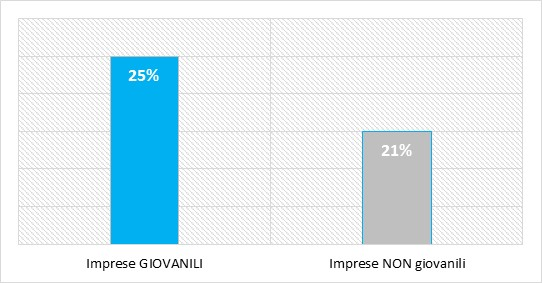 25%
21%
Imprese GIOVANILI
Imprese NON giovanili